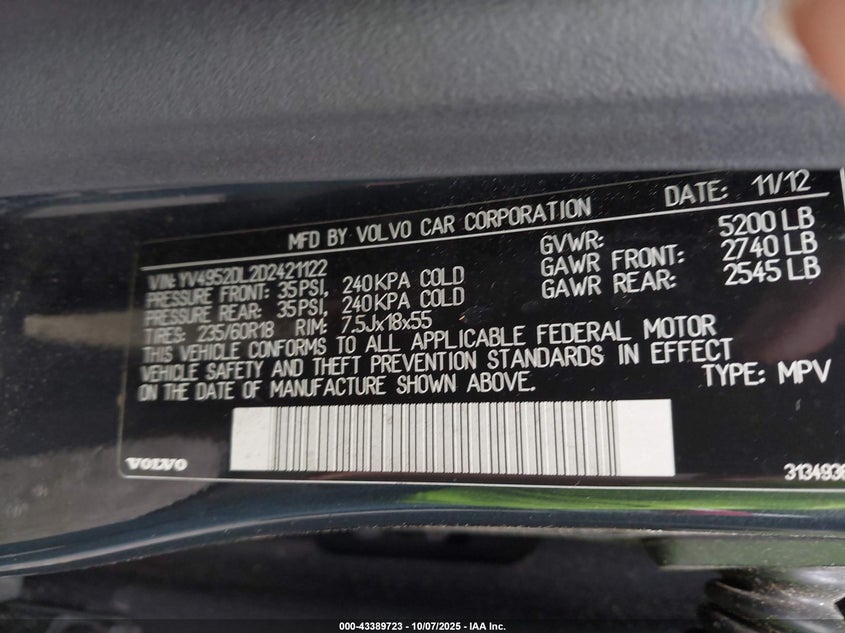 MFD BY VOLVO CAR CORPORATION DATE: 11/12
VIN: YV4952DL2D2421122 GVWR: 5200 LB
PRESSURE FRONT: 35PSI, 240KPA COLD GAWR FRONT: 2740 LB
PRESSURE REAR: 35PSI, 240KPA COLD GAWR REAR: 2545 LB
TIRES: 235/60R18 RIM: 7.5Jx18x55
THIS VEHICLE CONFORMS TO ALL APPLICABLE FEDERAL MOTOR
VEHICLE SAFETY AND THEFT PREVENTION STANDARDS IN EFFECT
ON THE DATE OF MANUFACTURE SHOWN ABOVE. TYPE: MPV
VOLVO 
000-43389723 - 10/07/2025 - IAA Inc.